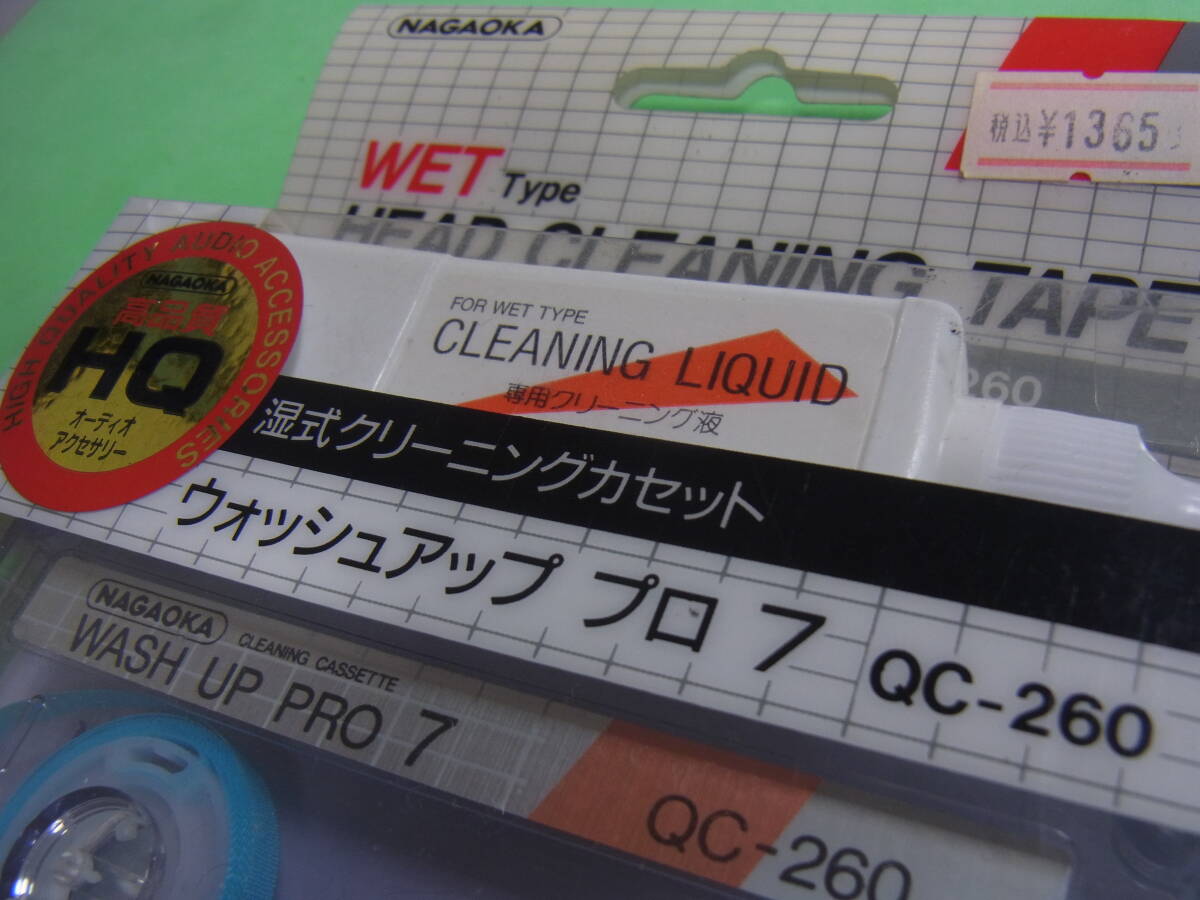 NAGAOKA
税込¥1365
WET Type
HEAD CLEANING TAPE
HIGH QUALITY AUDIO ACCESSORIES
NAGAOKA
高品質
HQ
オーディオ
アクセサリー
FOR WET TYPE
CLEANING LIQUID
専用クリーニング液
260
湿式クリーニングカセット
ウォッシュアップ プロ 7 QC-260
NAGAOKA CLEANING CASSETTE
WASH UP PRO 7
QC-260